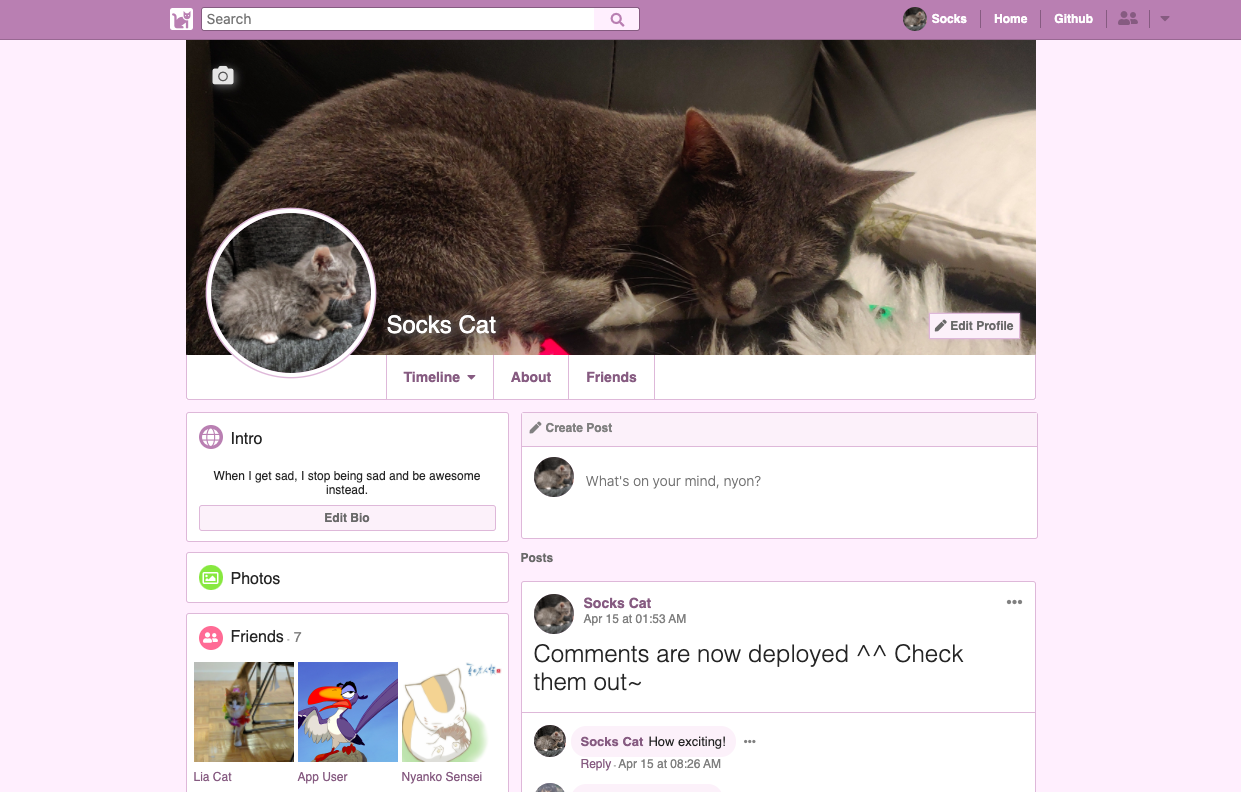 Search
Socks
Home
Github
Socks Cat
Edit Profile
Timeline
About
Friends
Intro
When I get sad, I stop being sad and be awesome
instead.
Edit Bio
Photos
Friends · 7
Lia Cat
App User
Nyanko Sensei
Create Post
What's on your mind, nyon?
Posts
Socks Cat
Apr 15 at 01:53 AM
Comments are now deployed ^^ Check
them out~
Socks Cat How exciting!
Reply · Apr 15 at 08:26 AM